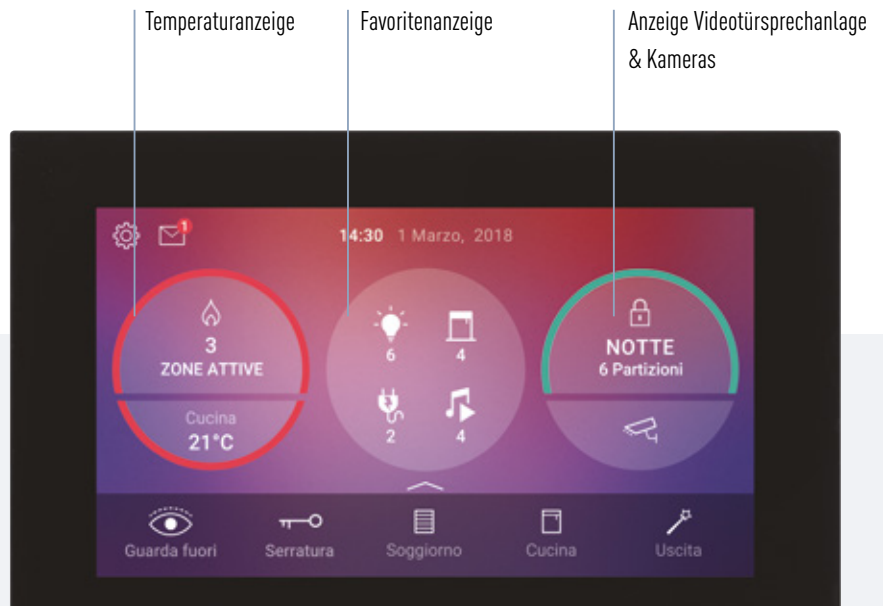 Temperaturanzeige
Favoritenanzeige
Anzeige Videotürsprechanlage
& Kameras
1
14:30 1 Marzo, 2018
3
ZONE ATTIVE
Cucina
21°C
6
4
2
4
NOTTE
6 Partizioni
Guarda fuori
Serratura
Soggiorno
Cucina
Uscita